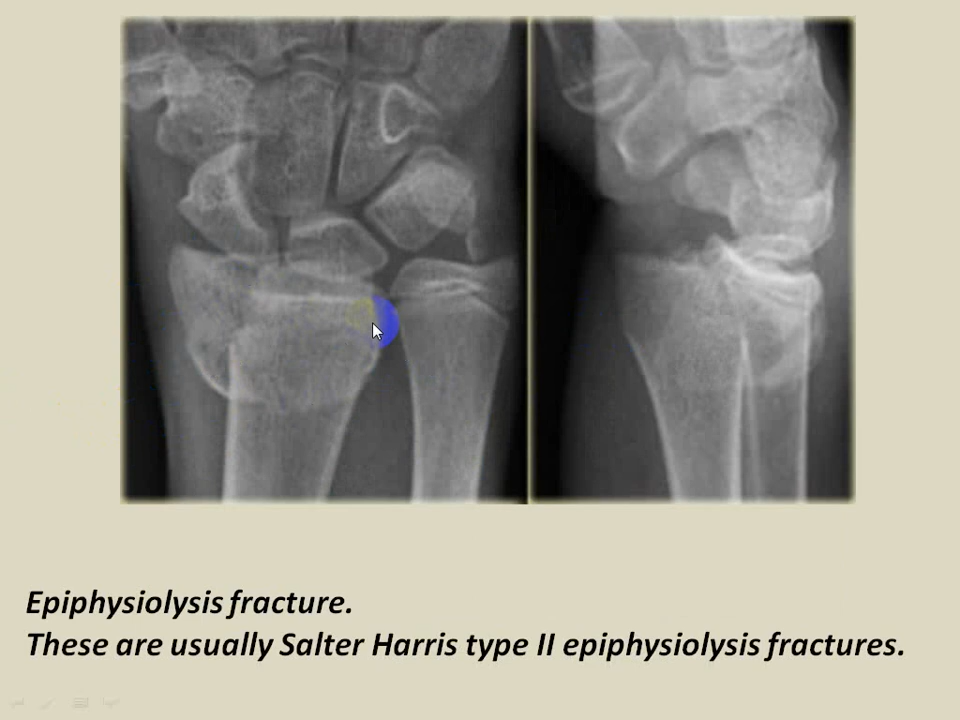 Epiphysiolysis fracture.
These are usually Salter Harris type II epiphysiolysis fractures.